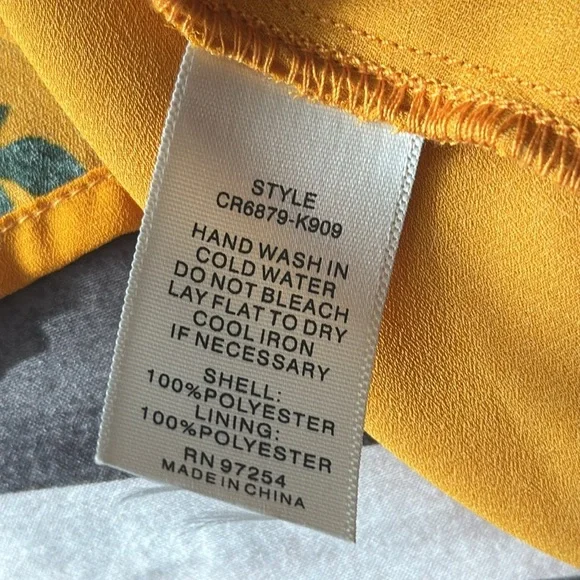 STYLE
CR6879-K909
HAND WASH IN
COLD WATER
DO NOT BLEACH
LAY FLAT TO DRY
COOL IRON
IF NECESSARY
SHELL:
100%POLYESTER
LINING:
100%POLYESTER
RN 97254
MADE IN CHINA